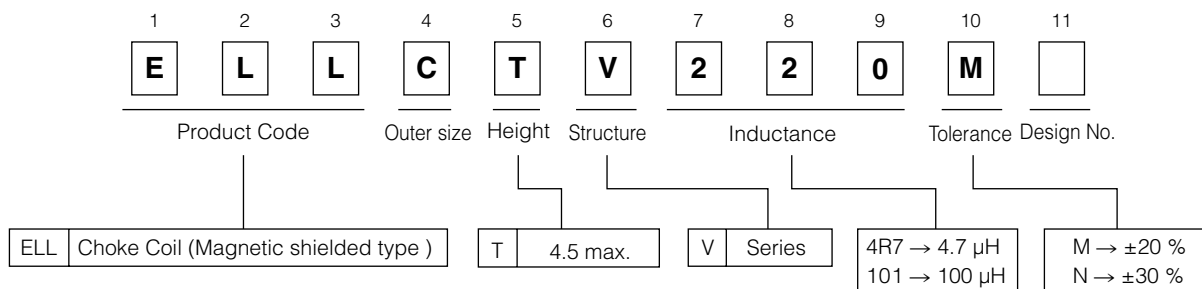 1 2 3 4 5 6 7 8 9 10 11
E L L C T V 2 2 0 M
Product Code Outer size Height Structure Inductance Tolerance Design No.
ELL Choke Coil (Magnetic shielded type )
T 4.5 max.
V Series
4R7 → 4.7 μH
101 → 100 μH
M → ±20 %
N → ±30 %